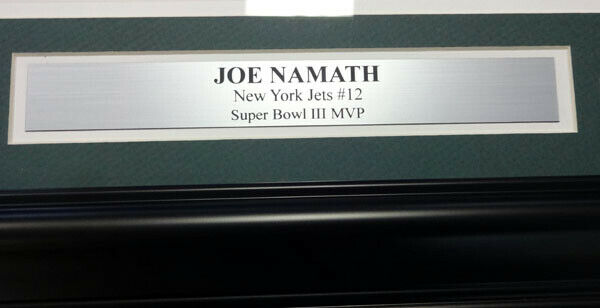 JOE NAMATH
New York Jets #12
Super Bowl III MVP